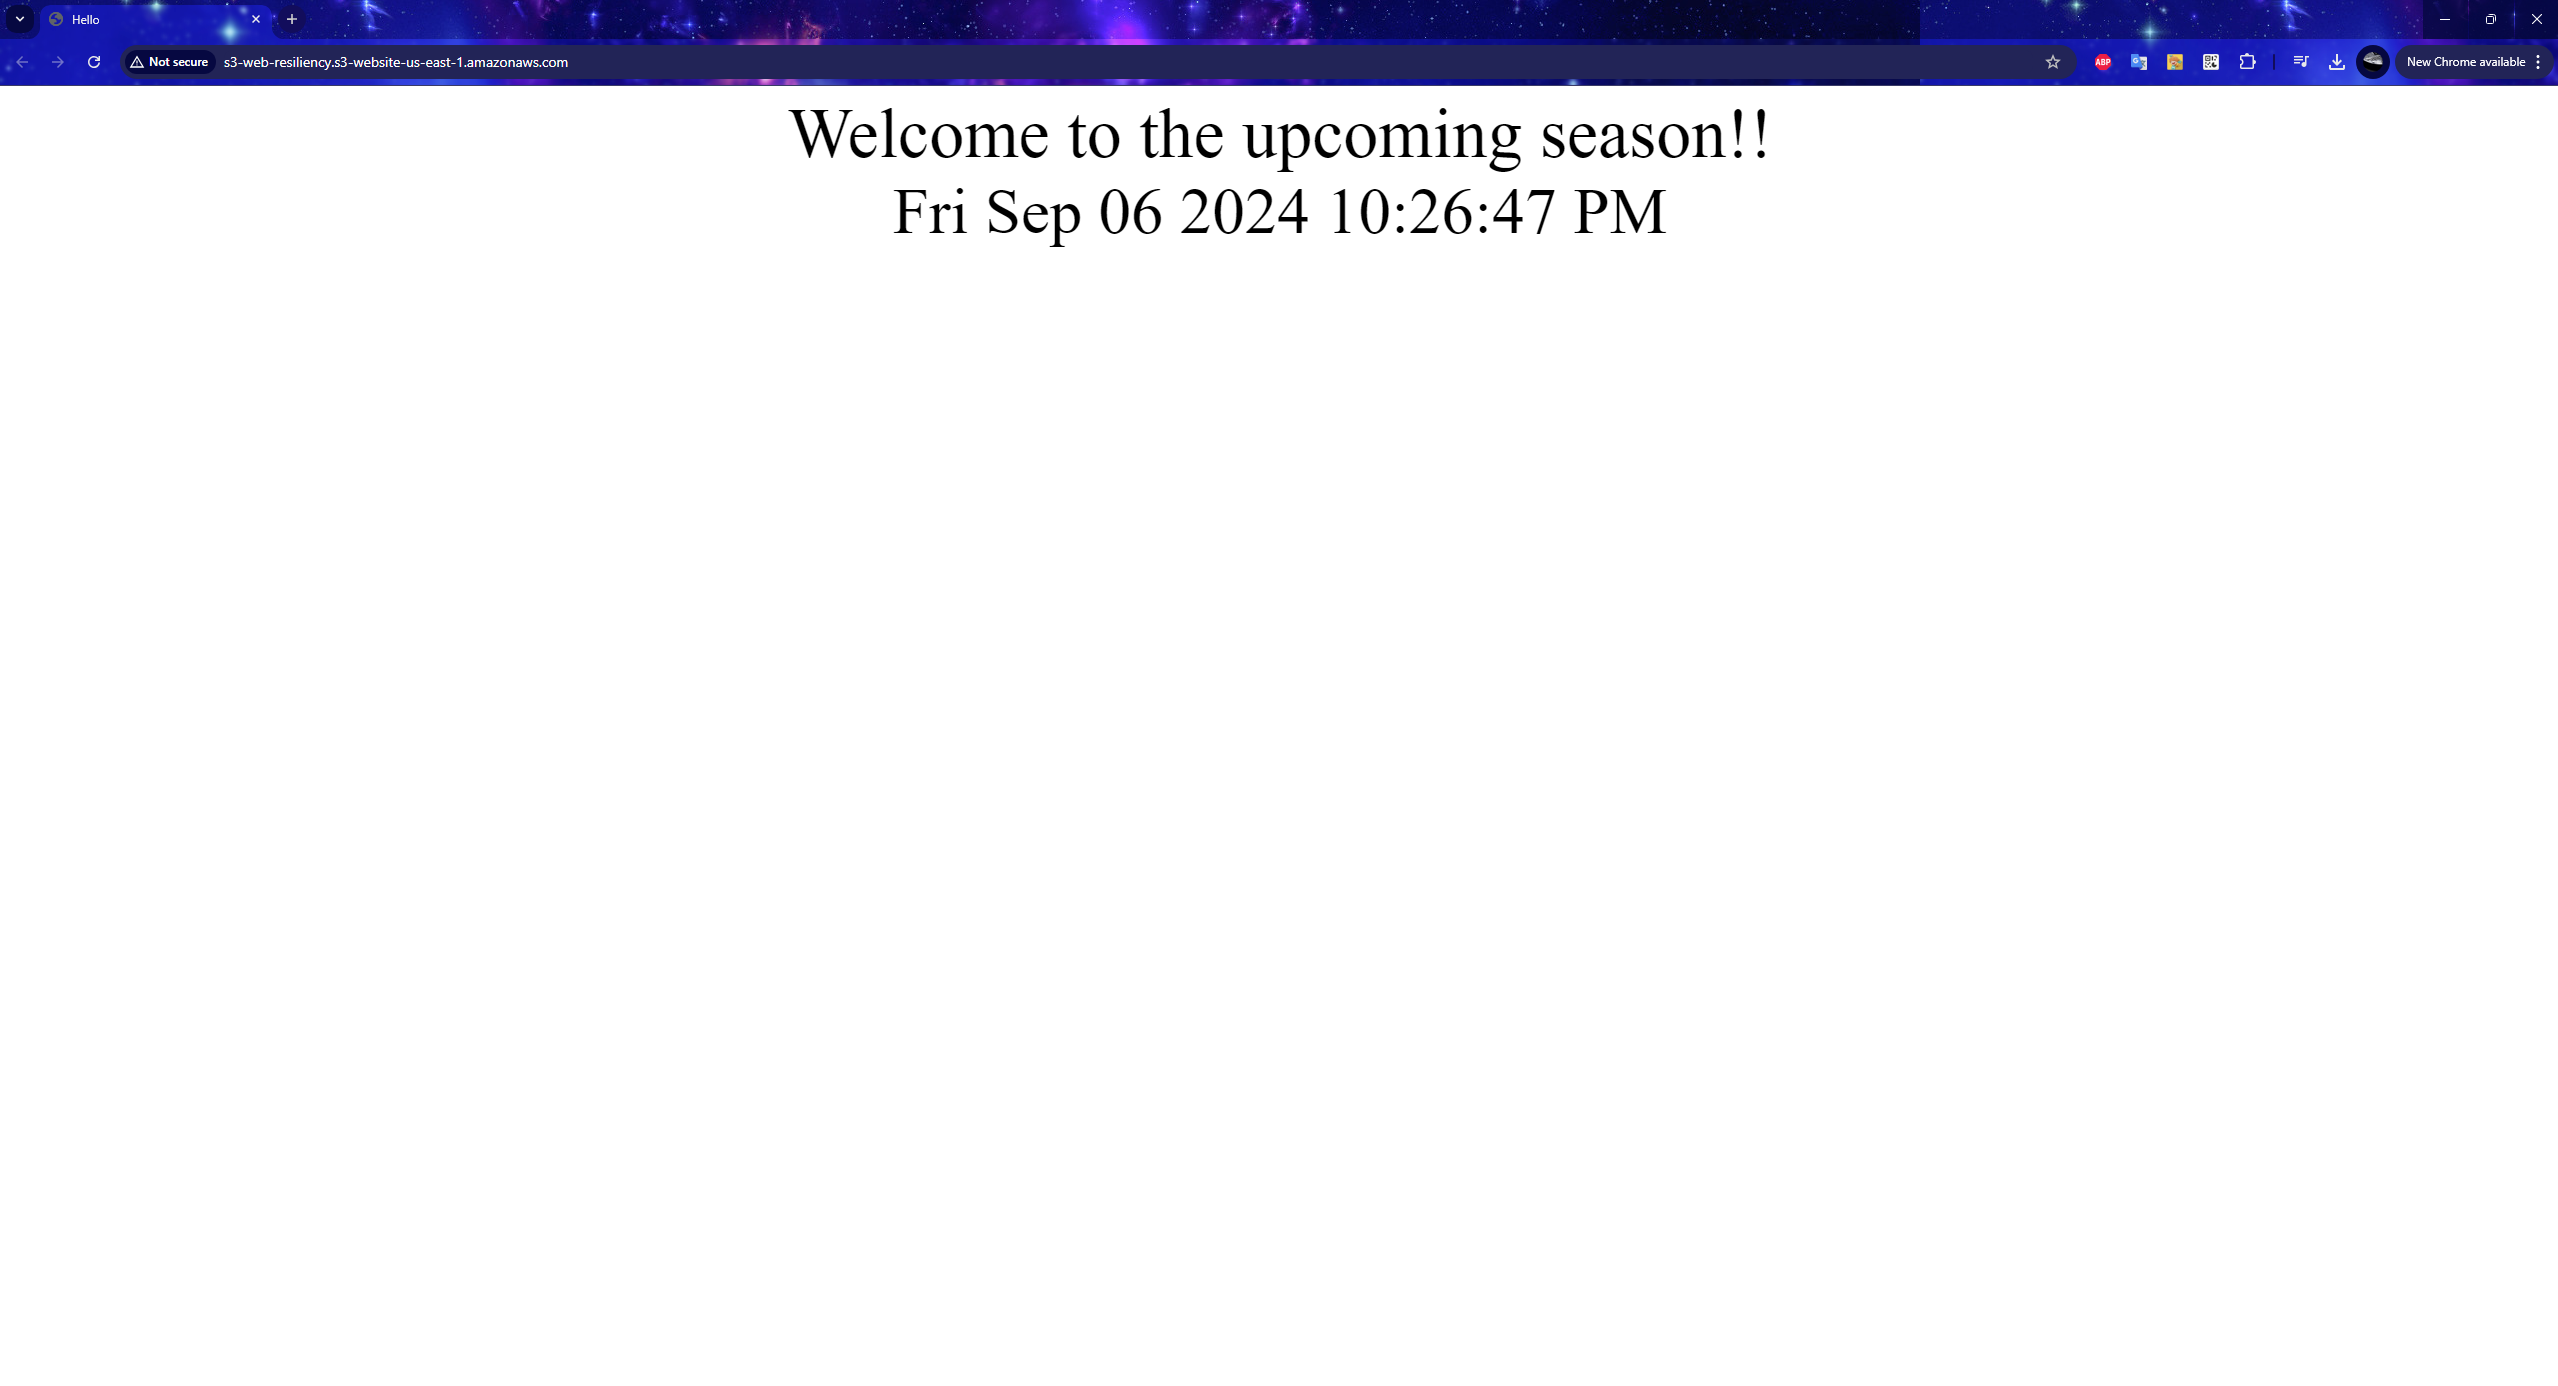 Hello
Not secure
s3-web-resiliency.s3-website-us-east-1.amazonaws.com
ABP
New Chrome available
Welcome to the upcoming season!!
Fri Sep 06 2024 10:26:47 PM